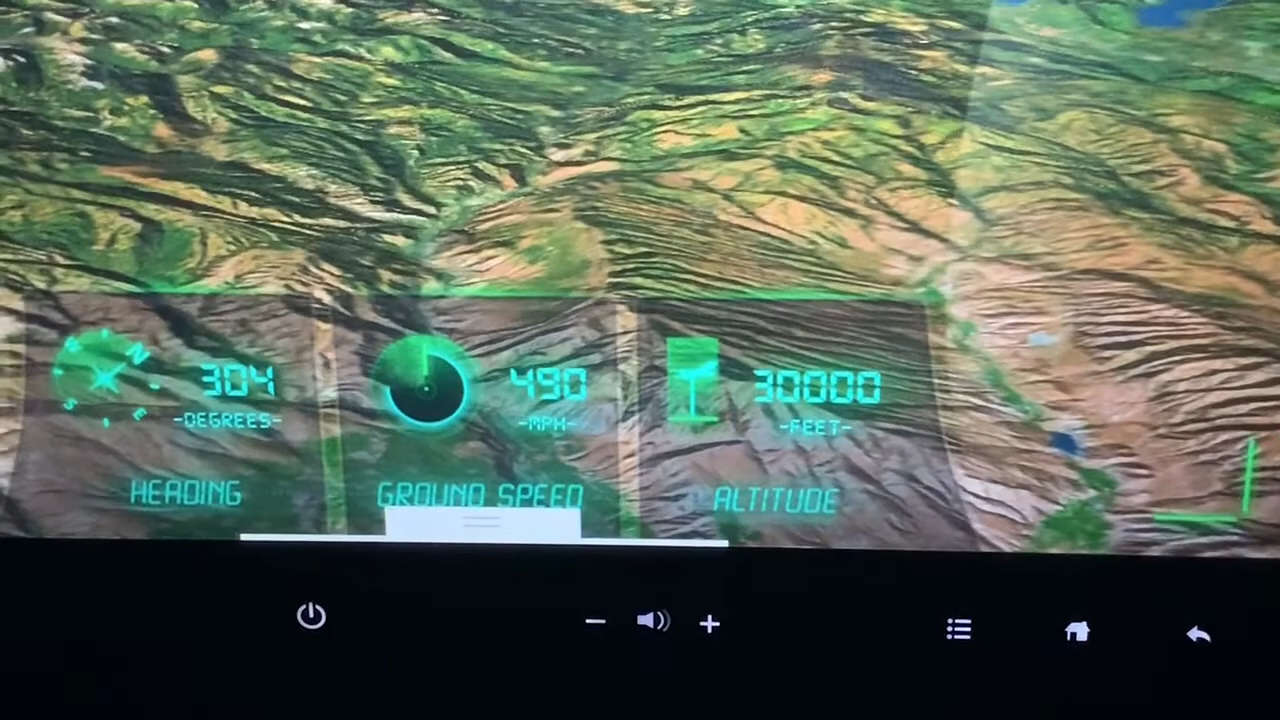 N
E
S
304
-DEGREES-
HEADING
490
-MPH-
GROUND SPEED
30000
-FEET-
ALTITUDE